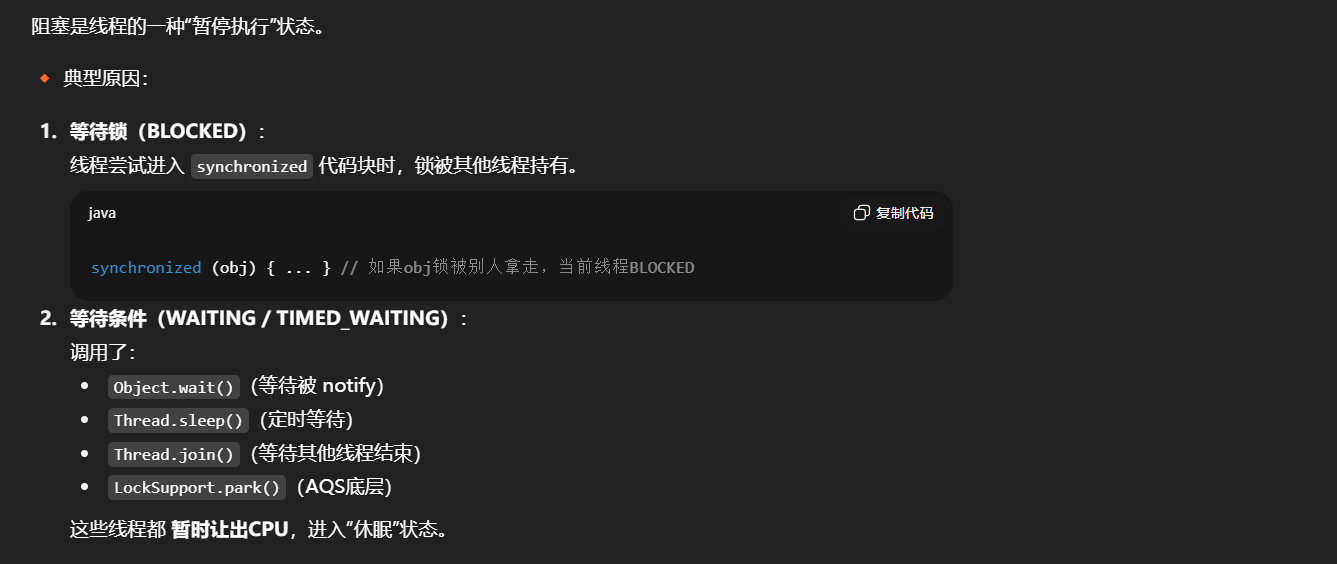 阻塞是线程的一种“暂停执行”状态。
典型原因：
1. 等待锁（BLOCKED）：
线程尝试进入 synchronized 代码块时，锁被其他线程持有。
java 复制代码
synchronized (obj) { ... } // 如果obj锁被别人拿走，当前线程BLOCKED
2. 等待条件（WAITING / TIMED_WAITING）：
调用了：
• Object.wait()（等待被 notify）
• Thread.sleep()（定时等待）
• Thread.join()（等待其他线程结束）
• LockSupport.park()（AQS底层）
这些线程都 暂时让出CPU，进入“休眠”状态。